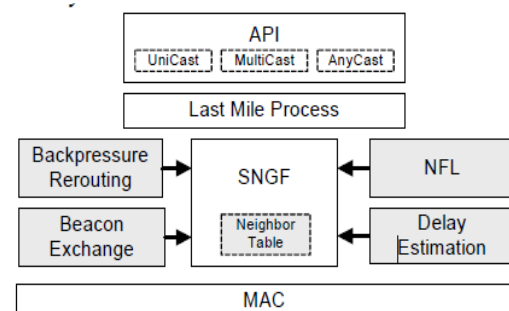 API
UniCast MultiCast AnyCast
Last Mile Process
Backpressure
Rerouting
SNGF
NFL
Beacon
Exchange
Neighbor
Table
Delay
Estimation
MAC